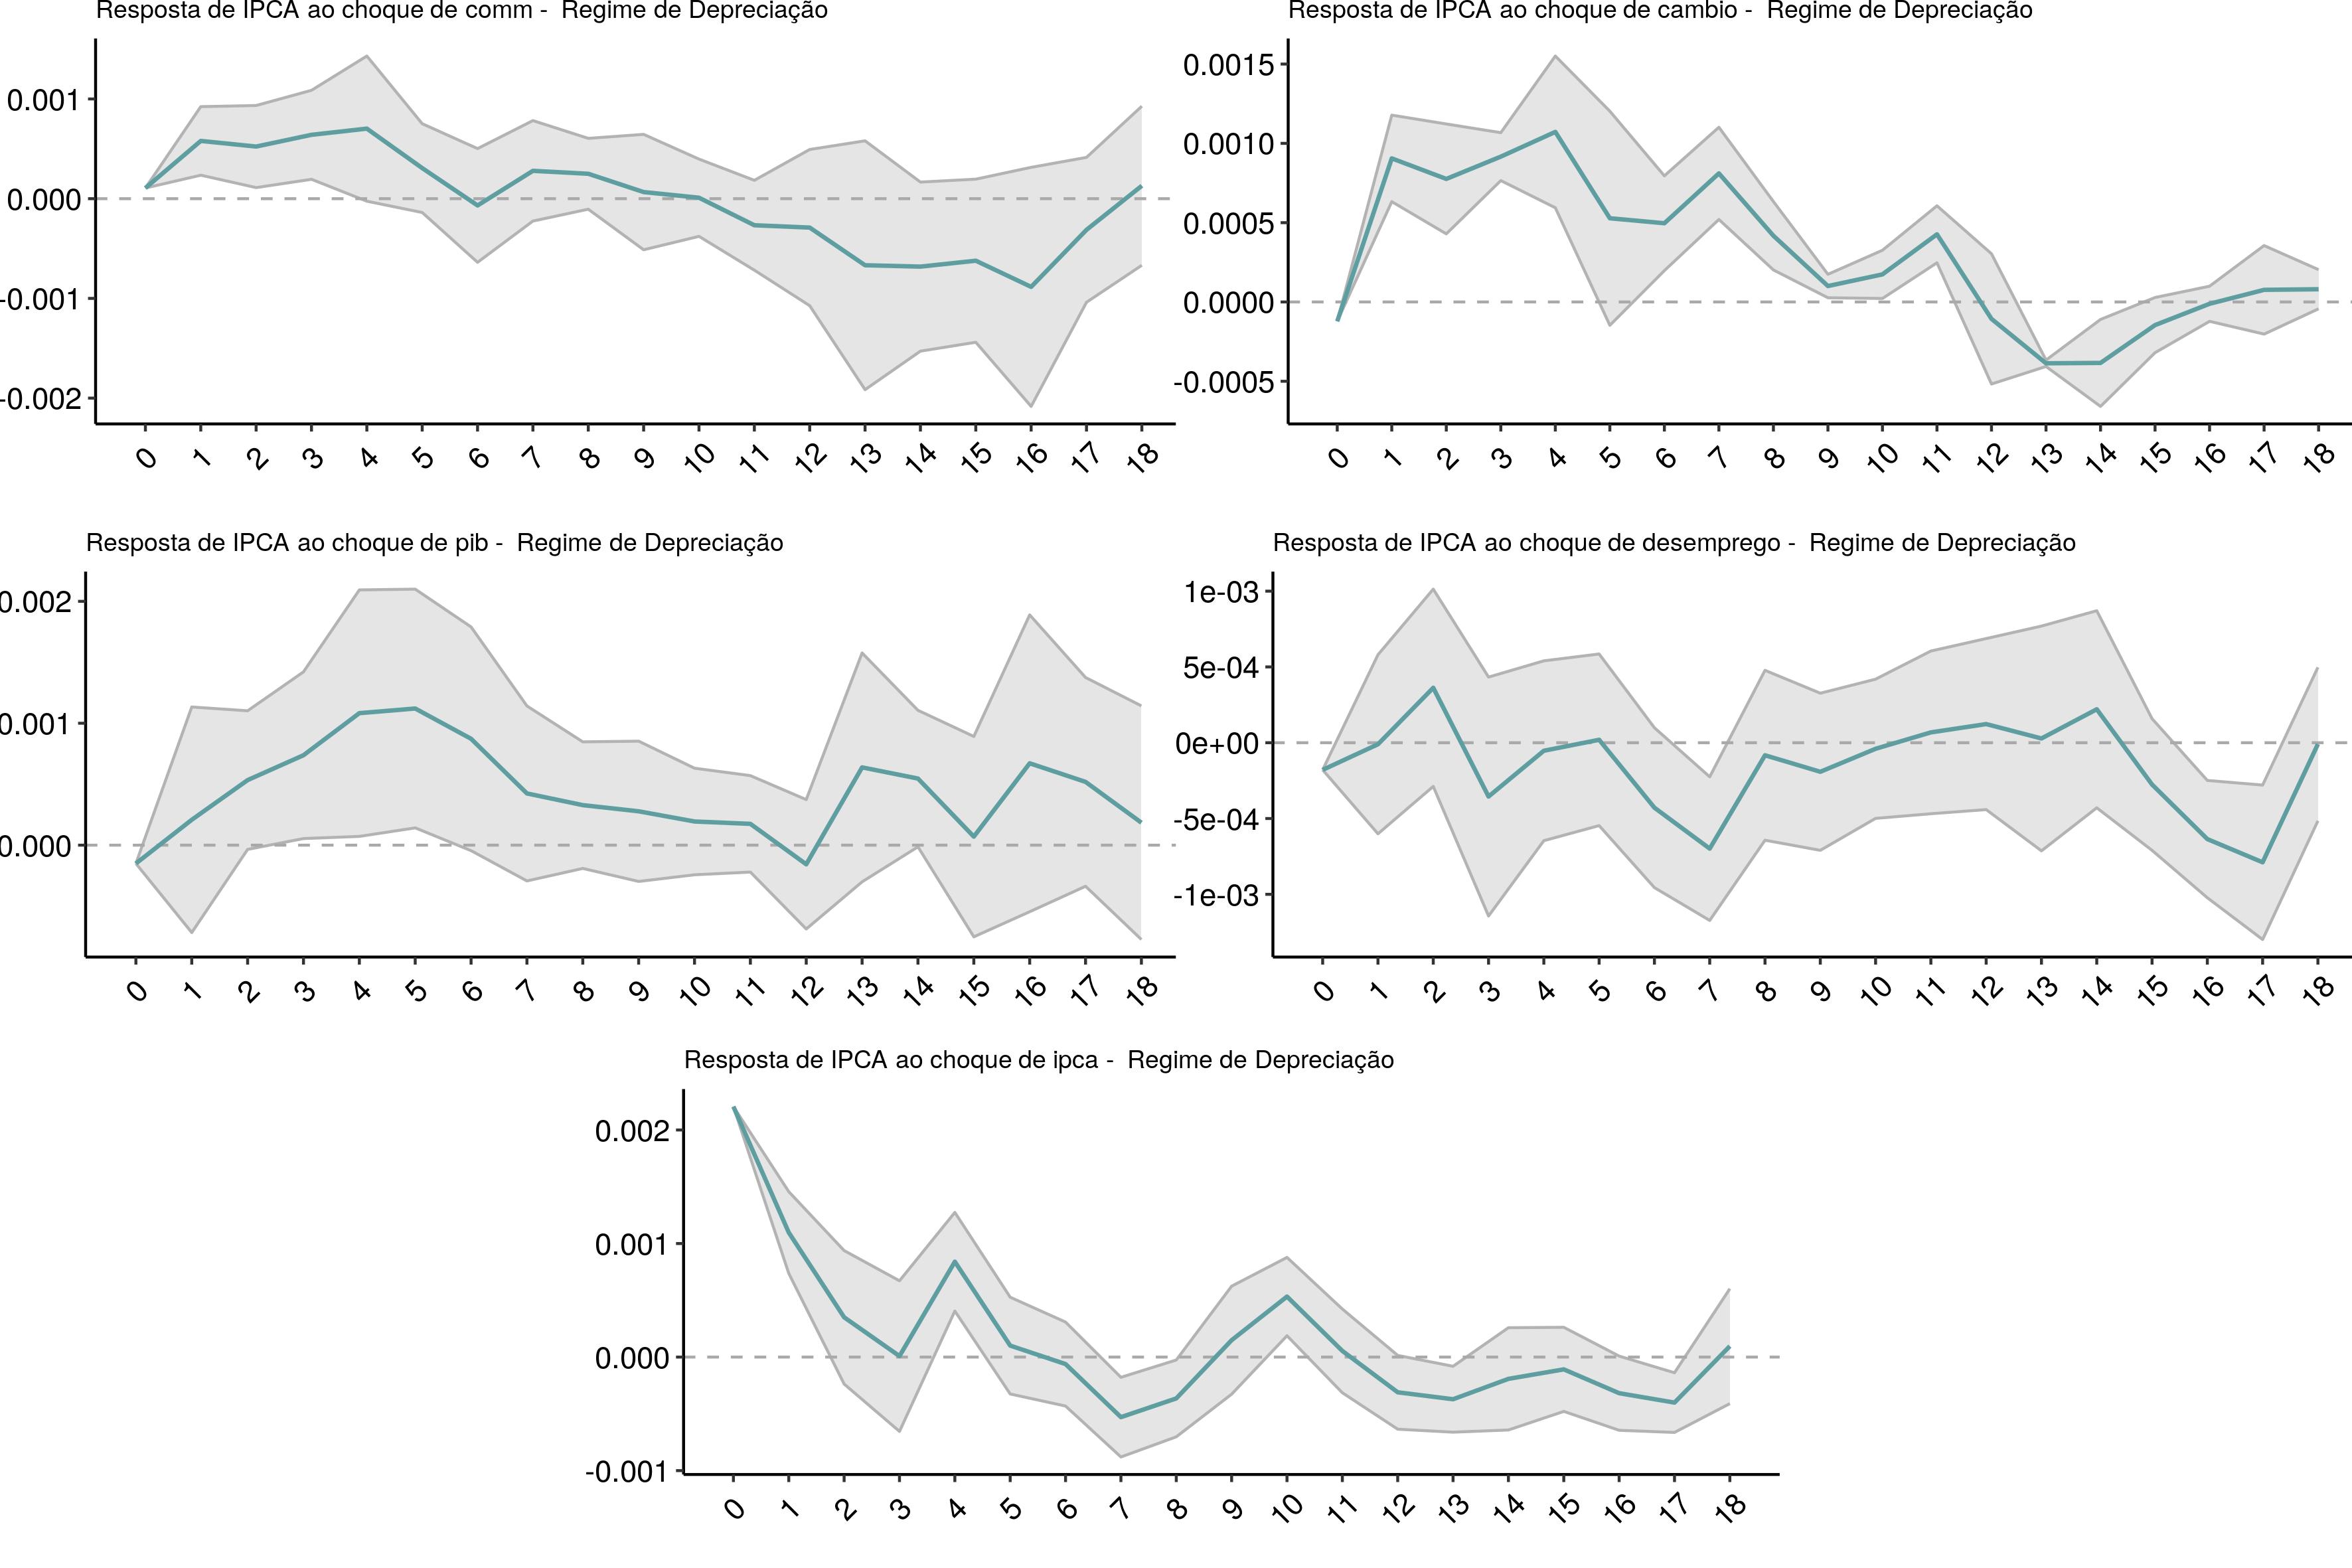 Resposta de IPCA ao choque de comm -  Regime de Depreciação
0.001
0.000
-0.001
-0.002
0 1 2 3 4 5 6 7 8 9 10 11 12 13 14 15 16 17 18
Resposta de IPCA ao choque de cambio -  Regime de Depreciação
0.0015
0.0010
0.0005
0.0000
-0.0005
0 1 2 3 4 5 6 7 8 9 10 11 12 13 14 15 16 17 18
Resposta de IPCA ao choque de pib -  Regime de Depreciação
0.002
0.001
0.000
0 1 2 3 4 5 6 7 8 9 10 11 12 13 14 15 16 17 18
Resposta de IPCA ao choque de desemprego -  Regime de Depreciação
1e-03
5e-04
0e+00
-5e-04
-1e-03
0 1 2 3 4 5 6 7 8 9 10 11 12 13 14 15 16 17 18
Resposta de IPCA ao choque de ipca -  Regime de Depreciação
0.002
0.001
0.000
-0.001
0 1 2 3 4 5 6 7 8 9 10 11 12 13 14 15 16 17 18